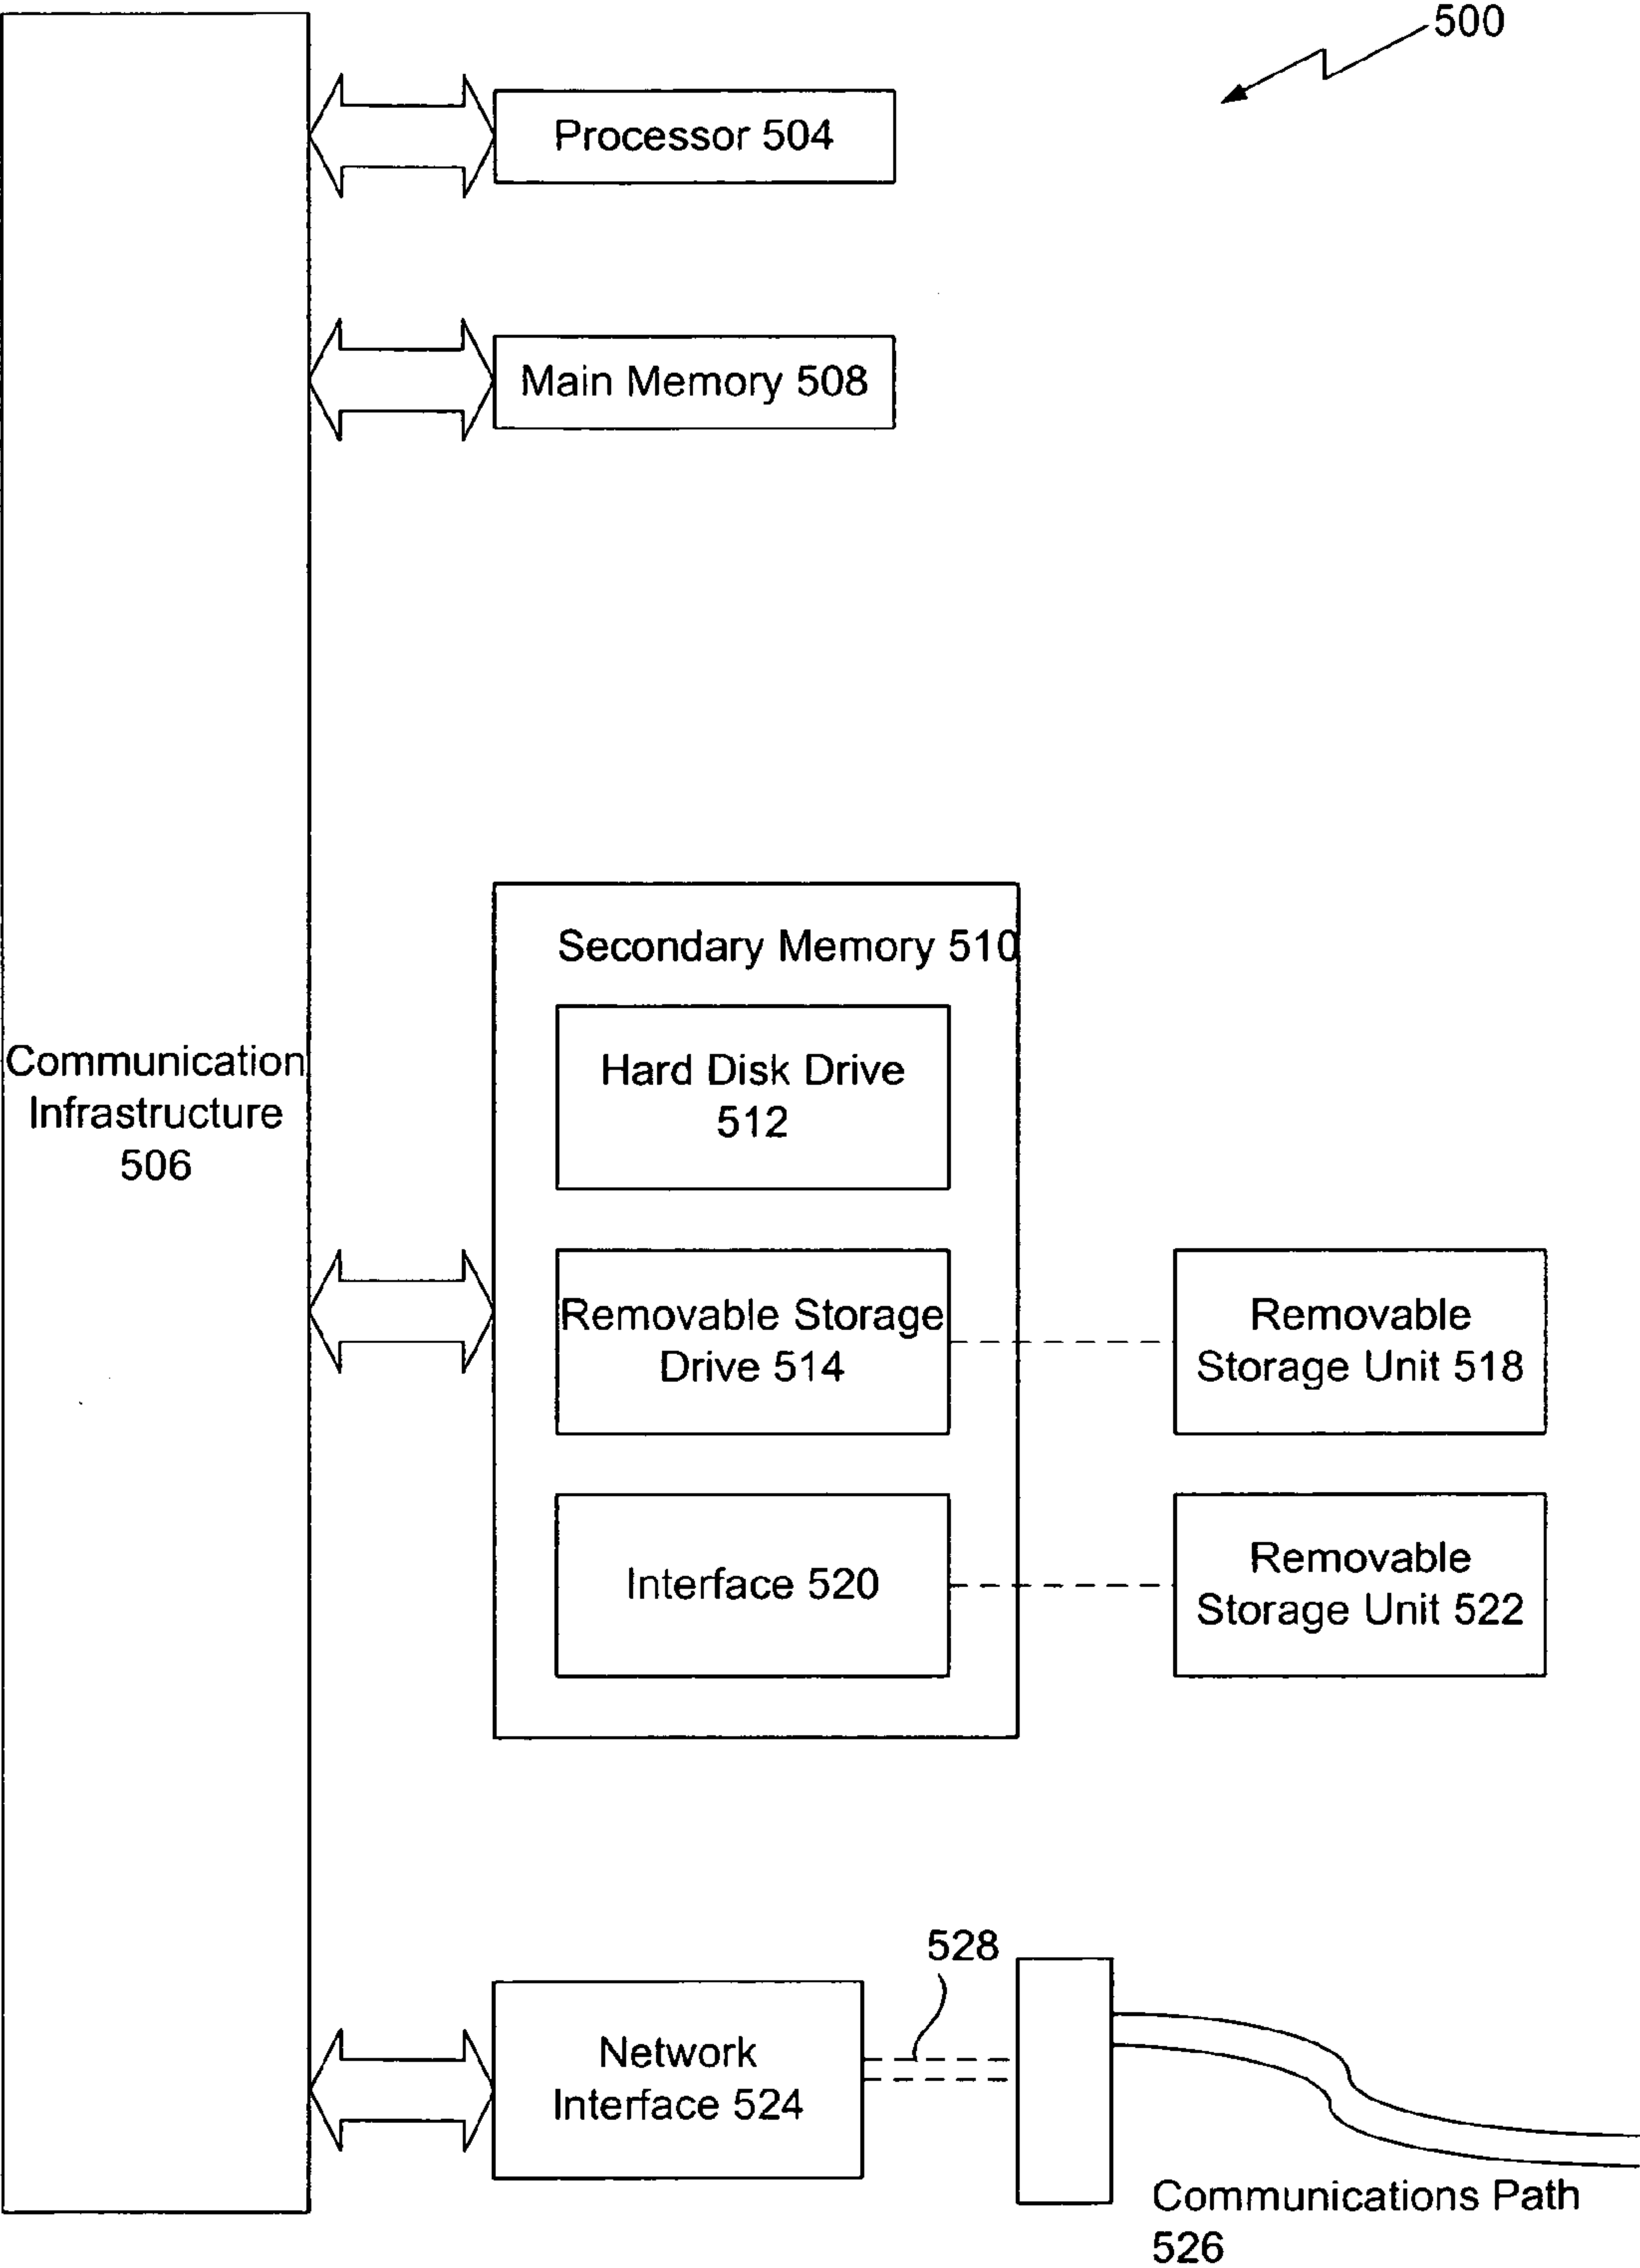 500
Processor 504
Main Memory 508
Secondary Memory 510
Hard Disk Drive
512
Communication
Infrastructure
506
Removable Storage
Drive 514
Removable
Storage Unit 518
Interface 520
Removable
Storage Unit 522
528
Network
Interface 524
Communications Path
526